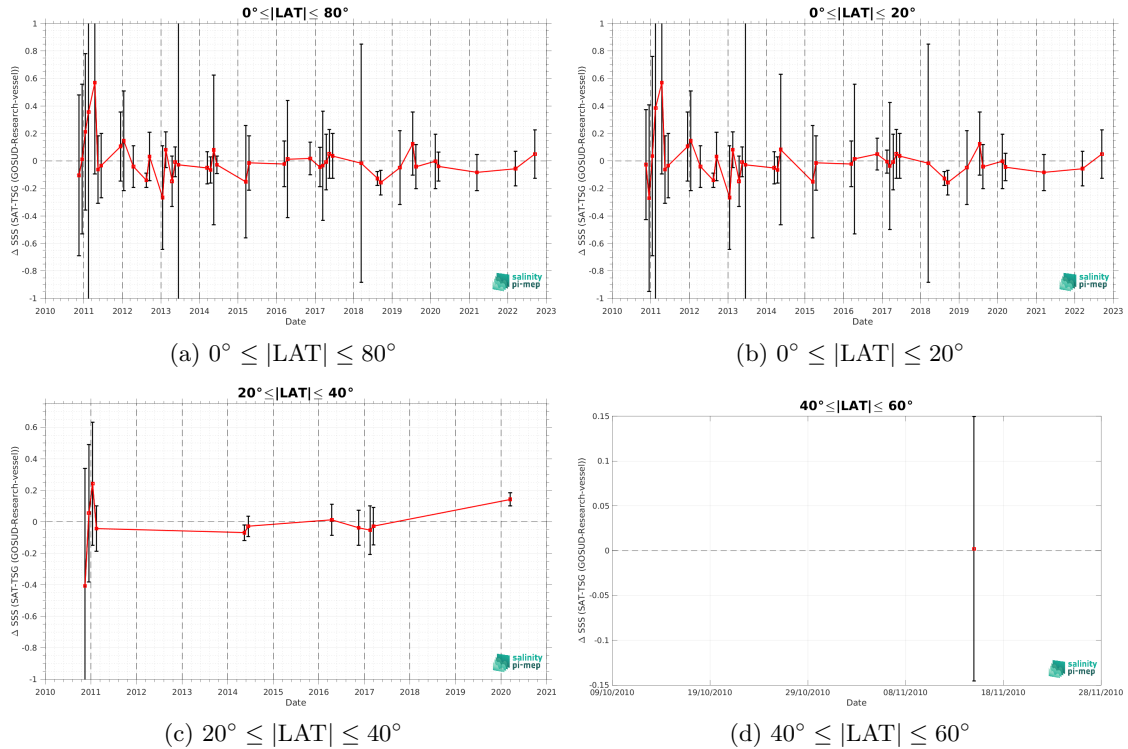 0°≤|LAT|≤ 80°
Δ SSS (SAT-TSG (GOSUD-Research-vessel))
1
0.8
0.6
0.4
0.2
0
-0.2
-0.4
-0.6
-0.8
-1
2010 2011 2012 2013 2014 2015 2016 2017 2018 2019 2020 2021 2022 2023
Date
salinity
pi-mep
(a) 0° ≤ |LAT| ≤ 80°
0°≤|LAT|≤ 20°
Δ SSS (SAT-TSG (GOSUD-Research-vessel))
1
0.8
0.6
0.4
0.2
0
-0.2
-0.4
-0.6
-0.8
-1
2010 2011 2012 2013 2014 2015 2016 2017 2018 2019 2020 2021 2022 2023
Date
salinity
pi-mep
(b) 0° ≤ |LAT| ≤ 20°
20°≤|LAT|≤ 40°
Δ SSS (SAT-TSG (GOSUD-Research-vessel))
0.6
0.4
0.2
0
-0.2
-0.4
-0.6
-0.8
-1
2010 2011 2012 2013 2014 2015 2016 2017 2018 2019 2020 2021
Date
salinity
pi-mep
(c) 20° ≤ |LAT| ≤ 40°
40°≤|LAT|≤ 60°
Δ SSS (SAT-TSG (GOSUD-Research-vessel))
0.15
0.1
0.05
0
-0.05
-0.1
-0.15
09/10/2010 19/10/2010 29/10/2010 08/11/2010 18/11/2010 28/11/2010
Date
salinity
pi-mep
(d) 40° ≤ |LAT| ≤ 60°